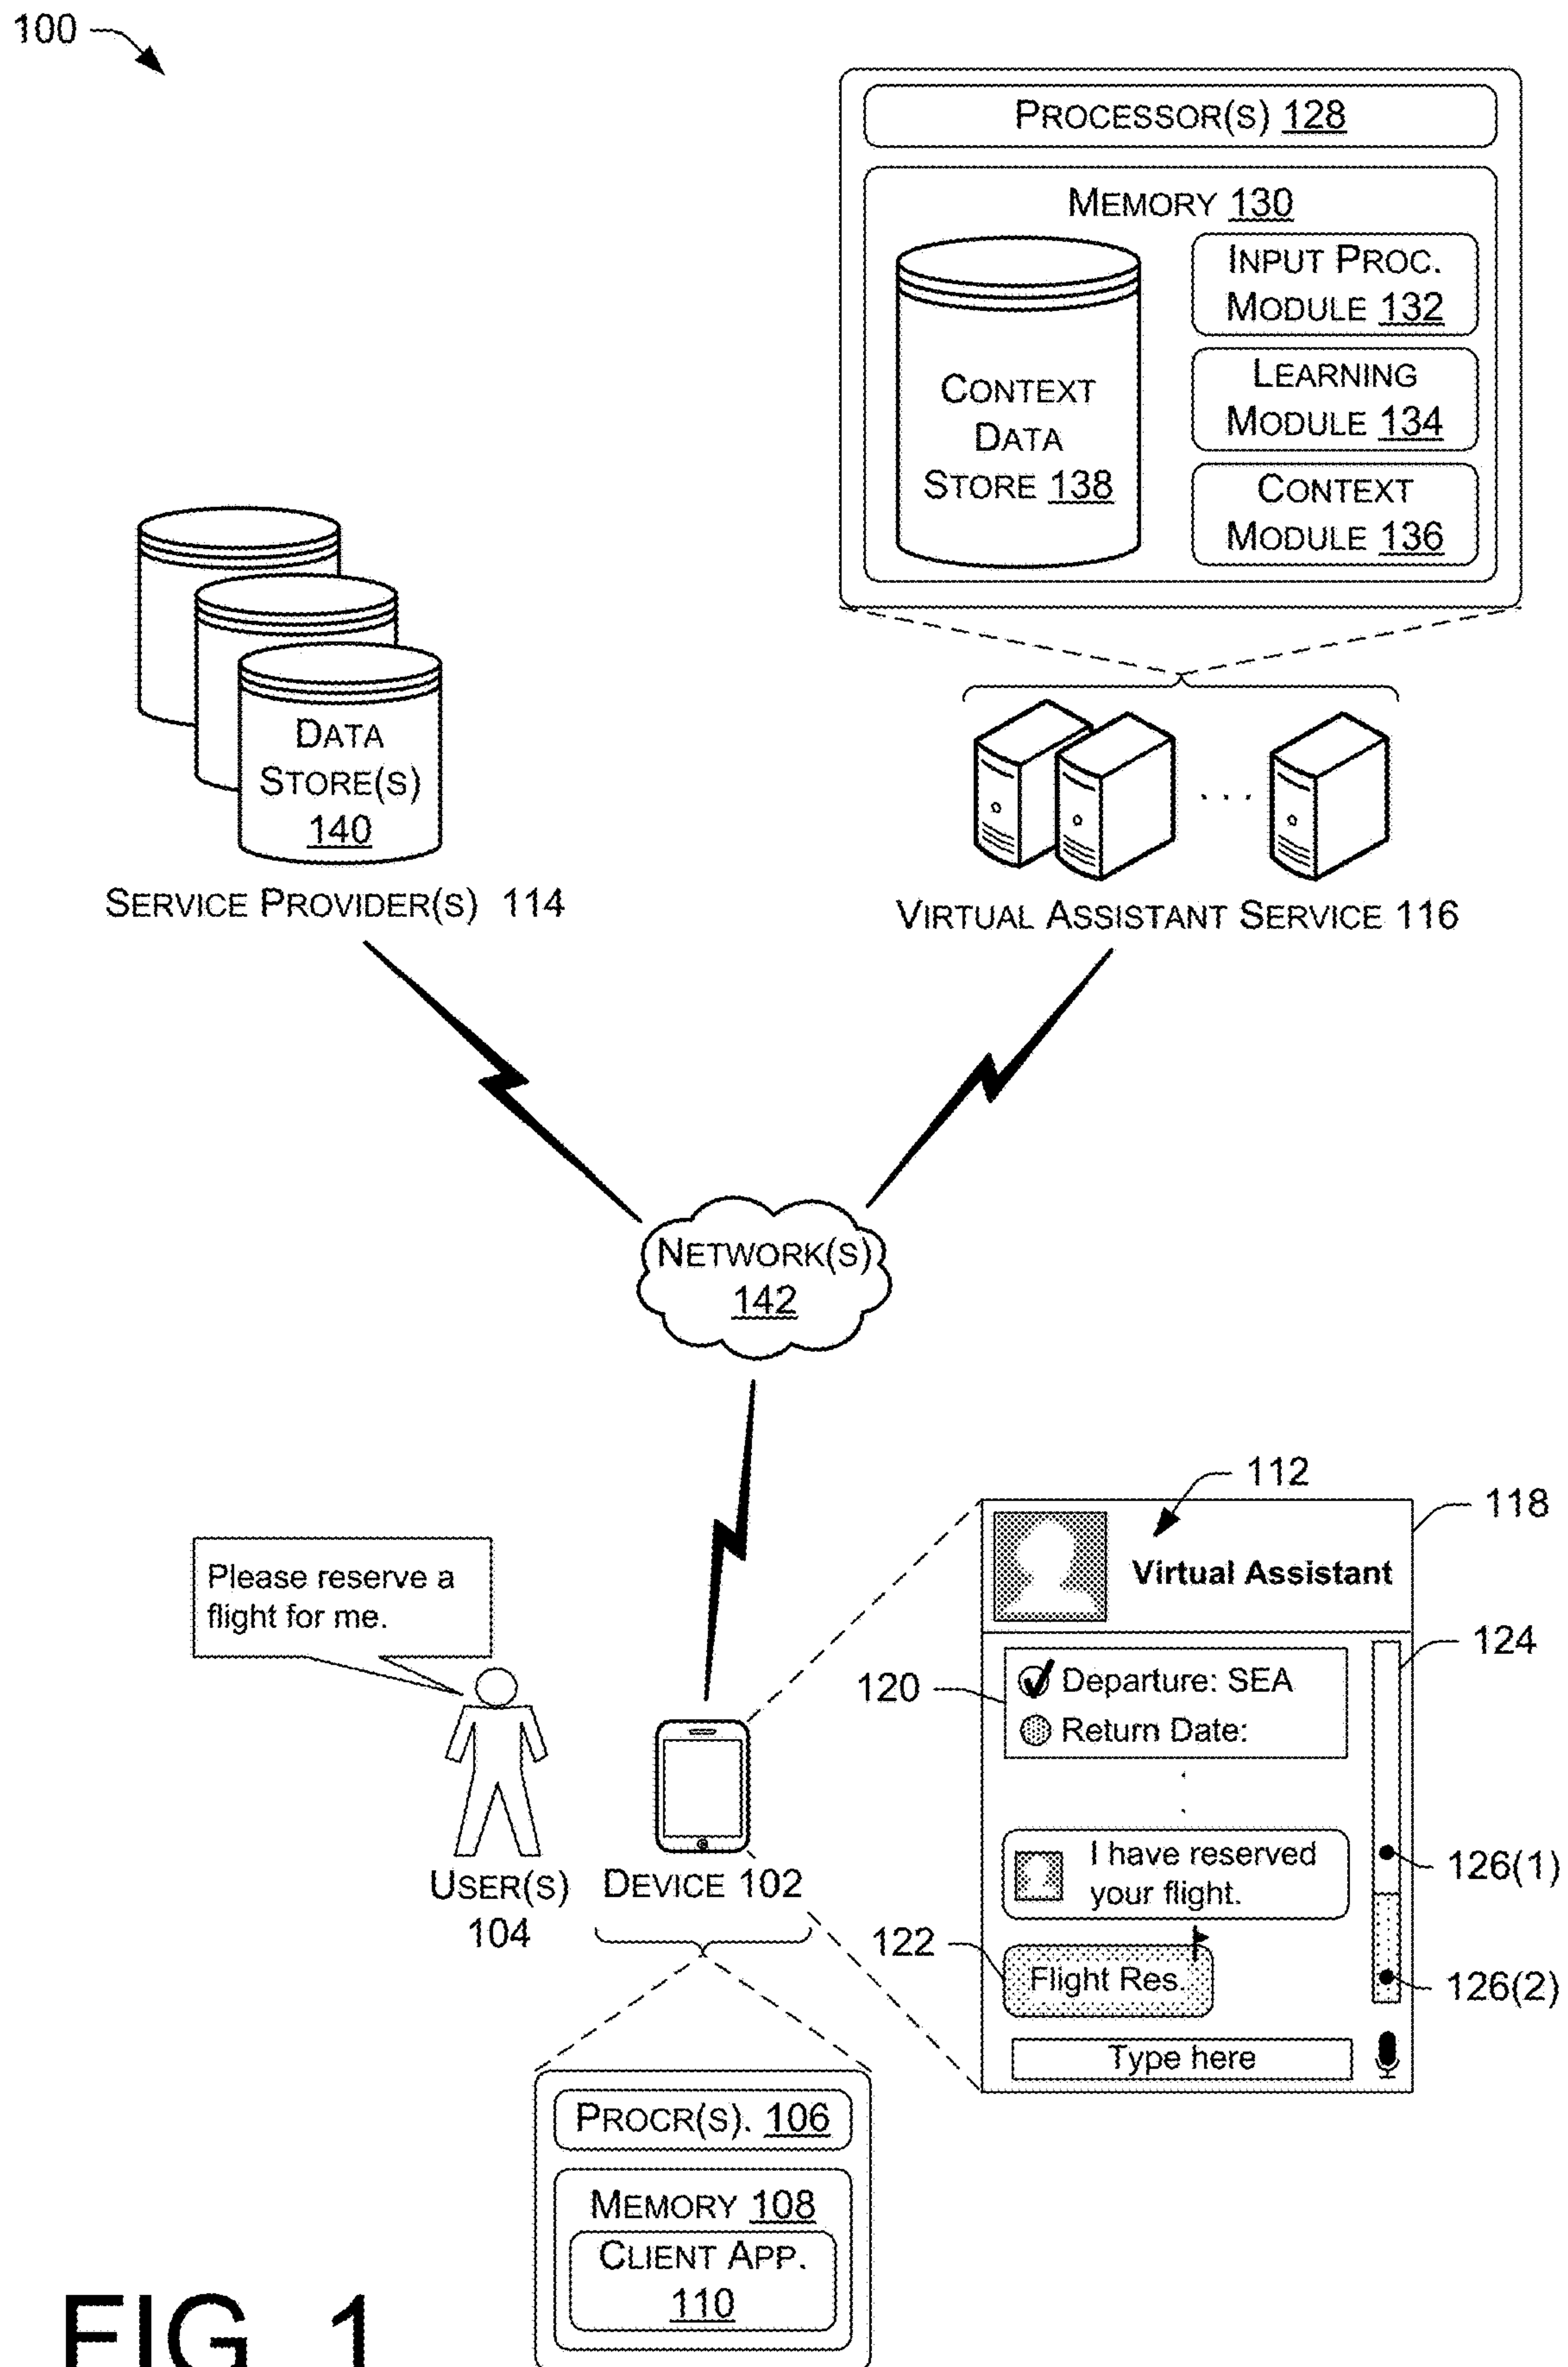 100
PROCESSOR(S) 128
MEMORY 130
CONTEXT
DATA
STORE 138
INPUT PROC.
MODULE 132
LEARNING
MODULE 134
CONTEXT
MODULE 136
DATA
STORE(S)
140
SERVICE PROVIDER(S) 114
. . .
VIRTUAL ASSISTANT SERVICE 116
NETWORK(S)
142
Please reserve a
flight for me.
USER(S)
104
DEVICE 102
112
118
Virtual Assistant
124
120
Departure: SEA
Return Date:
I have reserved
your flight.
126(1)
122
Flight Res.
126(2)
Type here
PROCR(S). 106
MEMORY 108
CLIENT APP.
110
FIG. 1